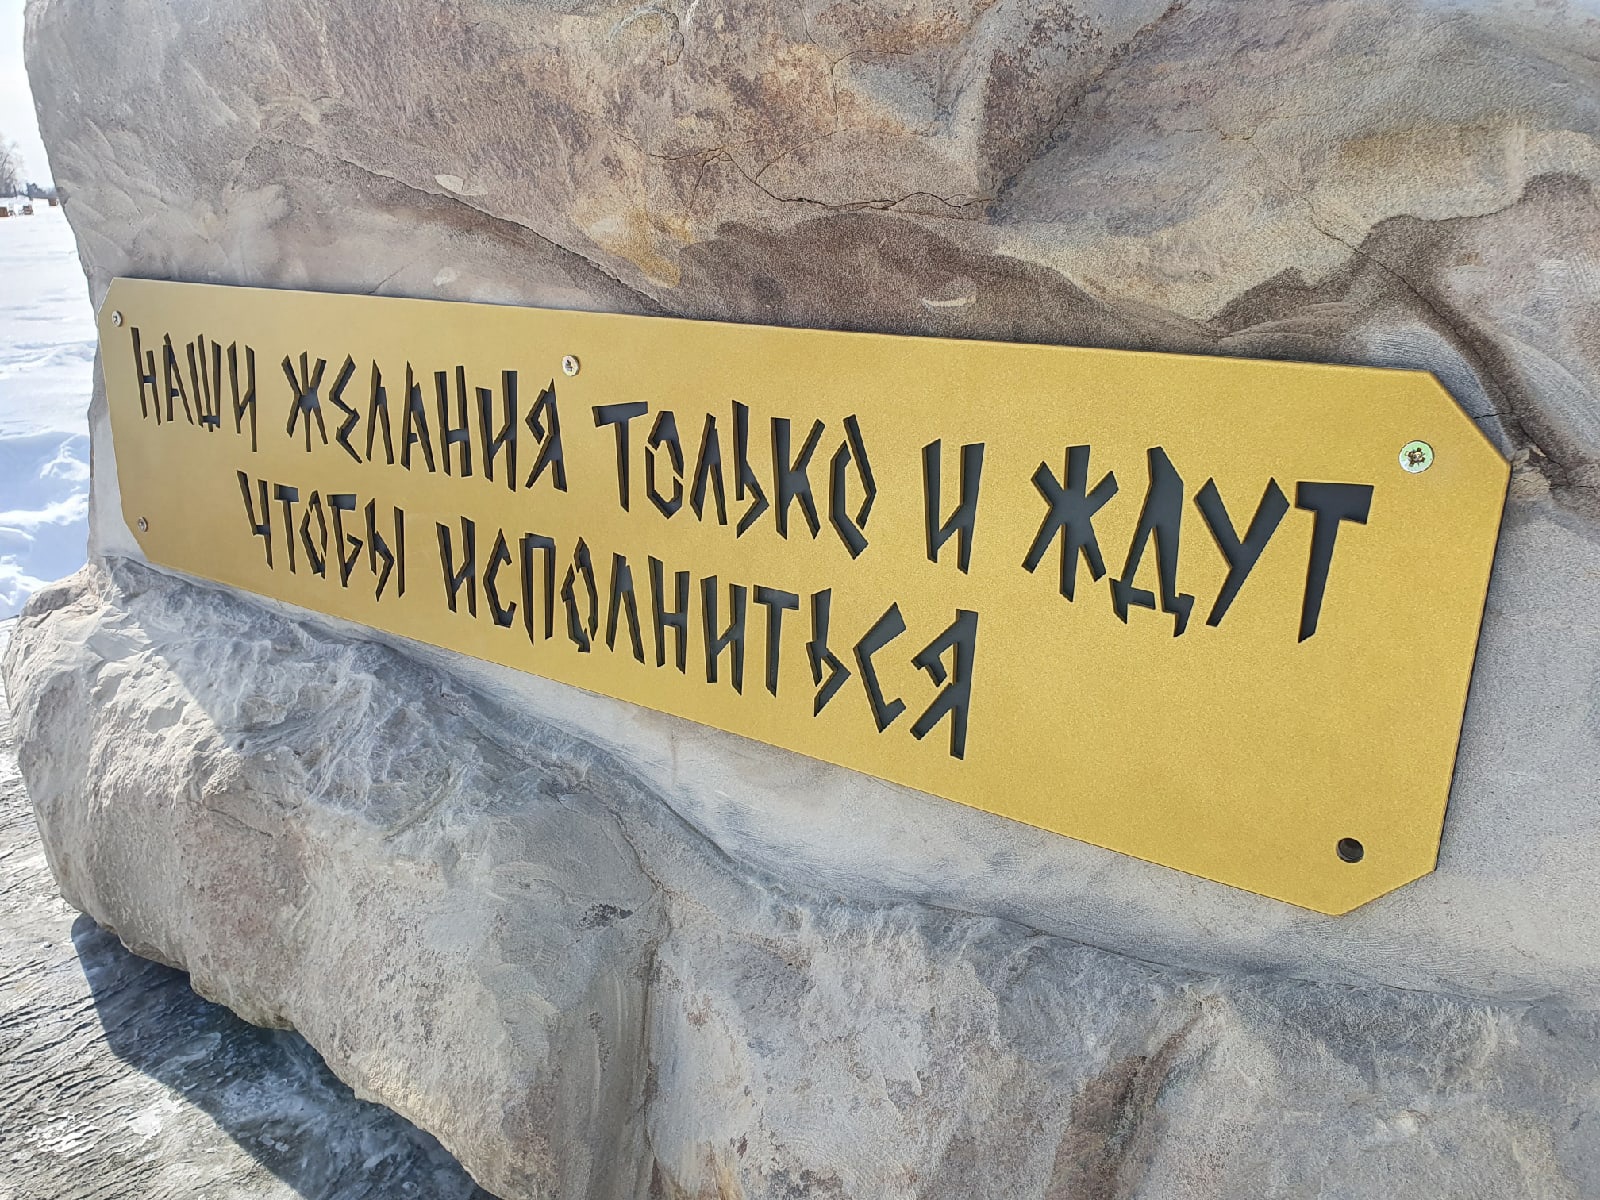 НАШИ ЖЕЛАНИЯ ТОЛЬКО И ЖДУТ
ЧТОБЫ ИСПОЛНИТЬСЯ